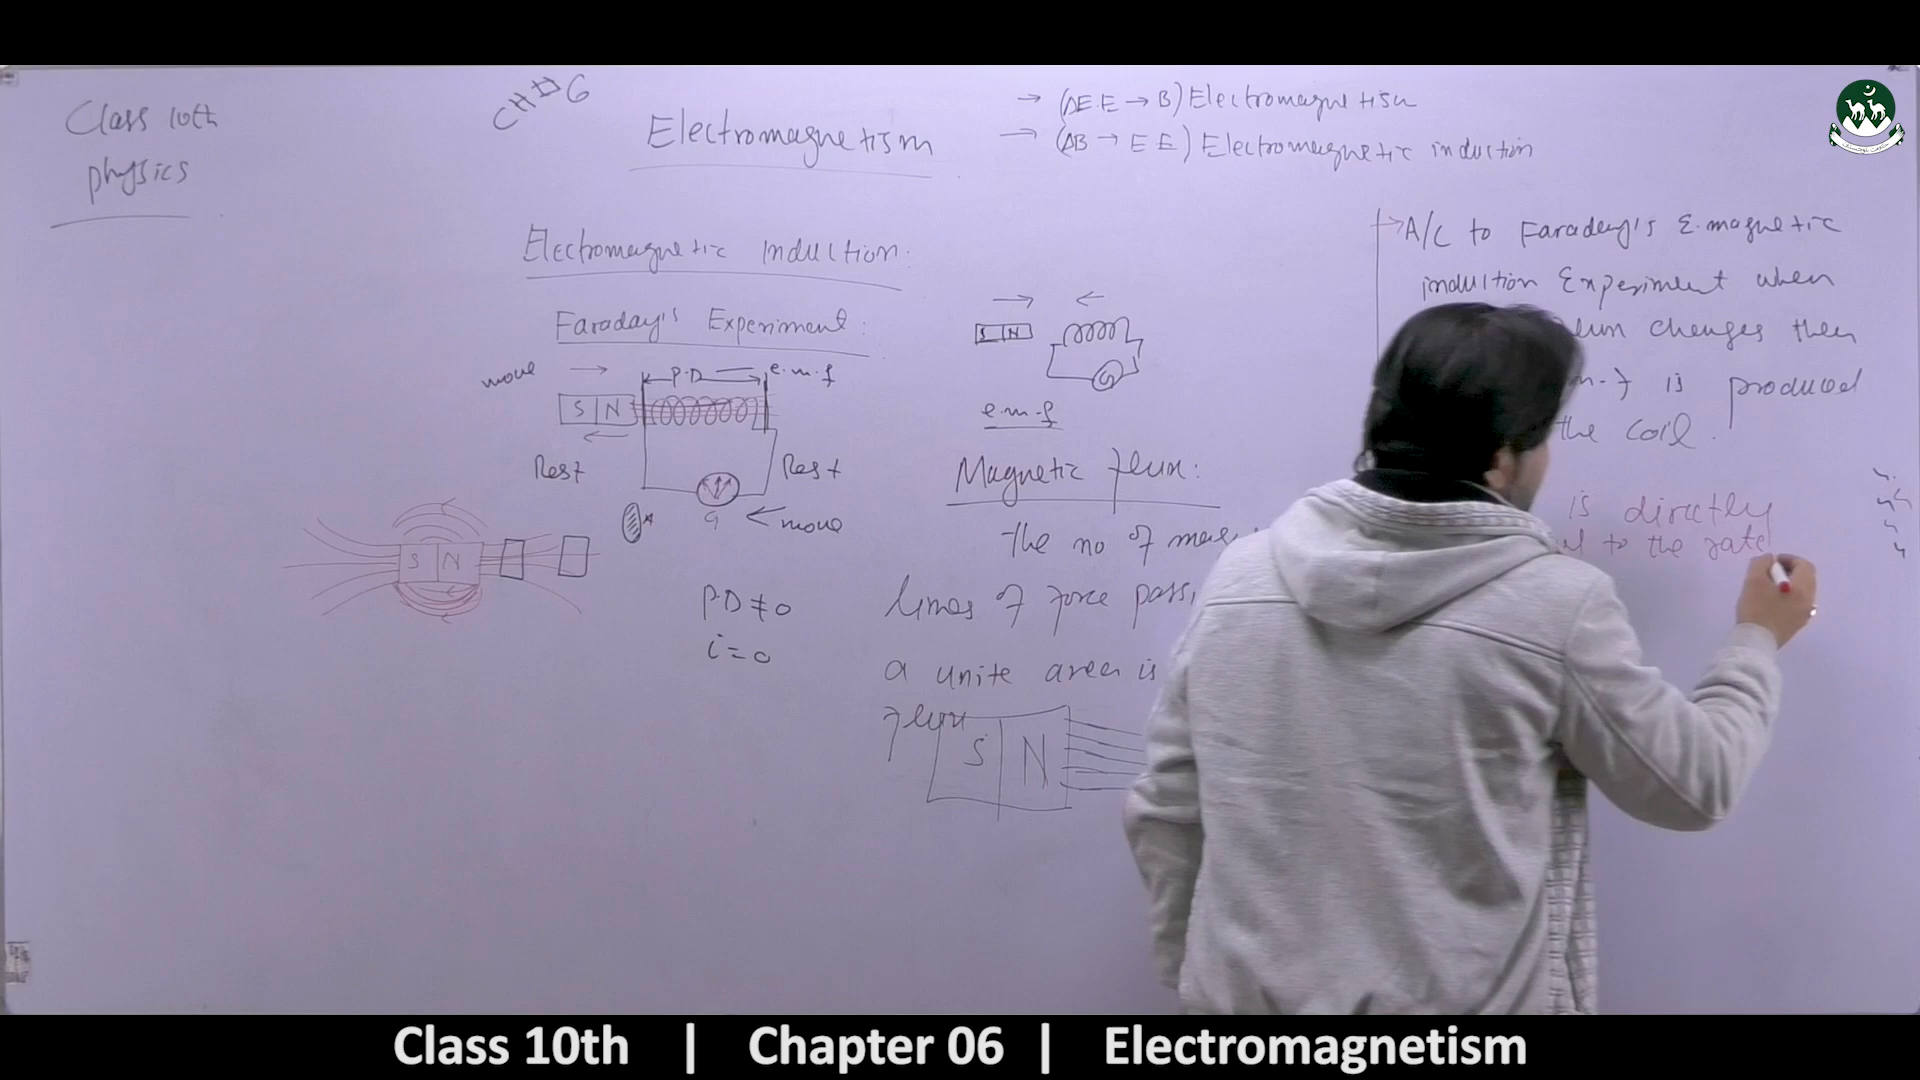 Class 10th
physics
CH # 6
Electromagnetism
→ (ΔE.E → B) Electromagnetism
→ (ΔB → E E) Electromagnetic induction
Electromagnetic induction.
Faraday's Experiment:
move →
P.D
e.m.f
S N
Rest
Rest
G
← move
S N
P.D ≠ 0
i = 0
→ ←
S N
G
e.m.f
Magnetic flux:
the no of
lines of force pass
a unite area is
flux
S N
→ A/C to Faraday's E.magnetic
induction Experiment when
changes then
is produced
the coil.
is directly
to the rate
Class 10th | Chapter 06 | Electromagnetism